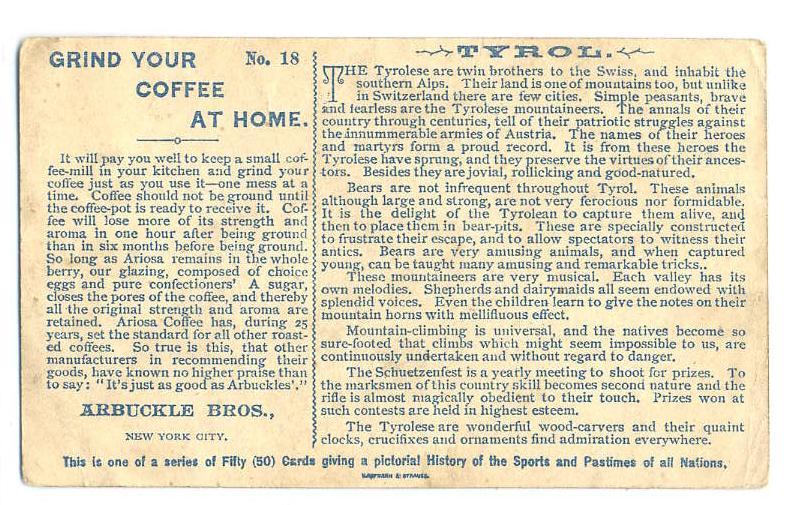 GRIND YOUR
No. 18
COFFEE
AT HOME.
It will pay you well to keep a small cof-
fee-mill in your kitchen and grind your
coffee just as you use it—one mess at a
time. Coffee should not be ground until
the coffee-pot is ready to receive it. Cof-
fee will lose more of its strength and
aroma in one hour after being ground
than in six months before being ground.
So long as Ariosa remains in the whole
berry, our glazing, composed of choice
eggs and pure confectioners' A sugar,
closes the pores of the coffee, and thereby
all the original strength and aroma are
retained. Ariosa Coffee has, during 25
years, set the standard for all other roast-
ed coffees. So true is this, that other
manufacturers in recommending their
goods, have known no higher praise than
to say: "It's just as good as Arbuckles'."
ARBUCKLE BROS.,
NEW YORK CITY.
TYROL.
THE Tyrolese are twin brothers to the Swiss, and inhabit the
southern Alps. Their land is one of mountains too, but unlike
in Switzerland there are few cities. Simple peasants, brave
and fearless are the Tyrolese mountaineers. The annals of their
country through centuries, tell of their patriotic struggles against
the innummerable armies of Austria. The names of their heroes
and martyrs form a proud record. It is from these heroes the
Tyrolese have sprung, and they preserve the virtues of their ances-
tors. Besides they are jovial, rollicking and good-natured.
Bears are not infrequent throughout Tyrol. These animals
although large and strong, are not very ferocious nor formidable.
It is the delight of the Tyrolean to capture them alive, and
then to place them in bear-pits. These are specially constructed
to frustrate their escape, and to allow spectators to witness their
antics. Bears are very amusing animals, and when captured
young, can be taught many amusing and remarkable tricks..
These mountaineers are very musical. Each valley has its
own melodies. Shepherds and dairymaids all seem endowed with
splendid voices. Even the children learn to give the notes on their
mountain horns with mellifluous effect.
Mountain-climbing is universal, and the natives become so
sure-footed that climbs which might seem impossible to us, are
continuously undertaken and without regard to danger.
The Schuetzenfest is a yearly meeting to shoot for prizes. To
the marksmen of this country skill becomes second nature and the
rifle is almost magically obedient to their touch. Prizes won at
such contests are held in highest esteem.
The Tyrolese are wonderful wood-carvers and their quaint
clocks, crucifixes and ornaments find admiration everywhere.
This is one of a series of Fifty (50) Cards giving a pictorial History of the Sports and Pastimes of all Nations.
KAUFMANN & STRAUSS.